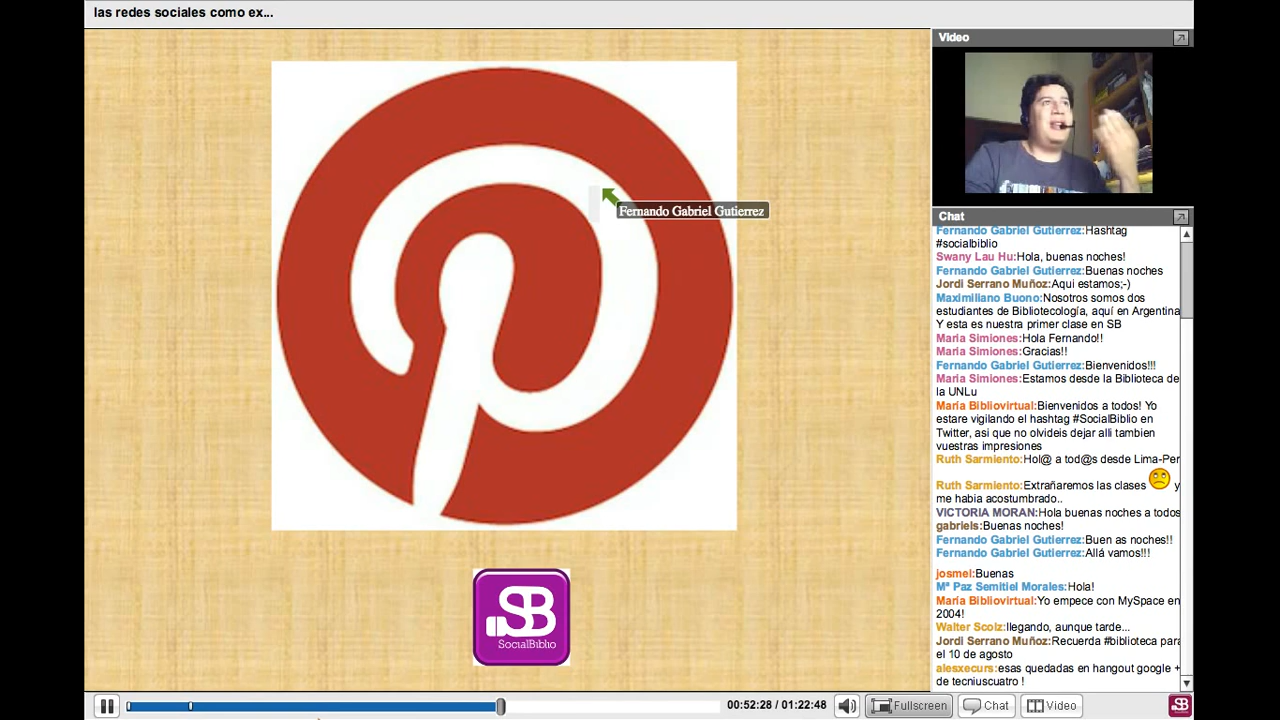 las redes sociales como ex...
Video
Fernando Gabriel Gutierrez
Chat
Fernando Gabriel Gutierrez:Hashtag
#socialbiblio
Swany Lau Hu:Hola, buenas noches!
Fernando Gabriel Gutierrez:Buenas noches
Jordi Serrano Muñoz:Aqui estamos;-)
Maximiliano Buono:Nosotros somos dos
estudiantes de Bibliotecología, aquí en Argentina
Y esta es nuestra primer clase en SB
Maria Simiones:Hola Fernando!!
Maria Simiones:Gracias!!
Fernando Gabriel Gutierrez:Bienvenidos!!!
Maria Simiones:Estamos desde la Biblioteca de
la UNLu
María Bibliovirtual:Bienvenidos a todos! Yo
estare vigilando el hashtag #SocialBiblio en
Twitter, asi que no olvideis dejar alli tambien
vuestras impresiones
Ruth Sarmiento:Hol@ a tod@s desde Lima-Per
Ruth Sarmiento:Extrañaremos las clases y
me habia acostumbrado..
VICTORIA MORAN:Hola buenas noches a todos
gabriels:Buenas noches!
Fernando Gabriel Gutierrez:Buen as noches!!
Fernando Gabriel Gutierrez:Allá vamos!!!
josmel:Buenas
Mª Paz Semitiel Morales:Hola!
María Bibliovirtual:Yo empece con MySpace en
2004!
Walter Scolz:llegando, aunque tarde...
Jordi Serrano Muñoz:Recuerda #biblioteca para
el 10 de agosto
alesxecurs:esas quedadas en hangout google +
de tecniuscuatro !
SB
SocialBiblio
00:52:28 / 01:22:48
Fullscreen
Chat
Video
SB